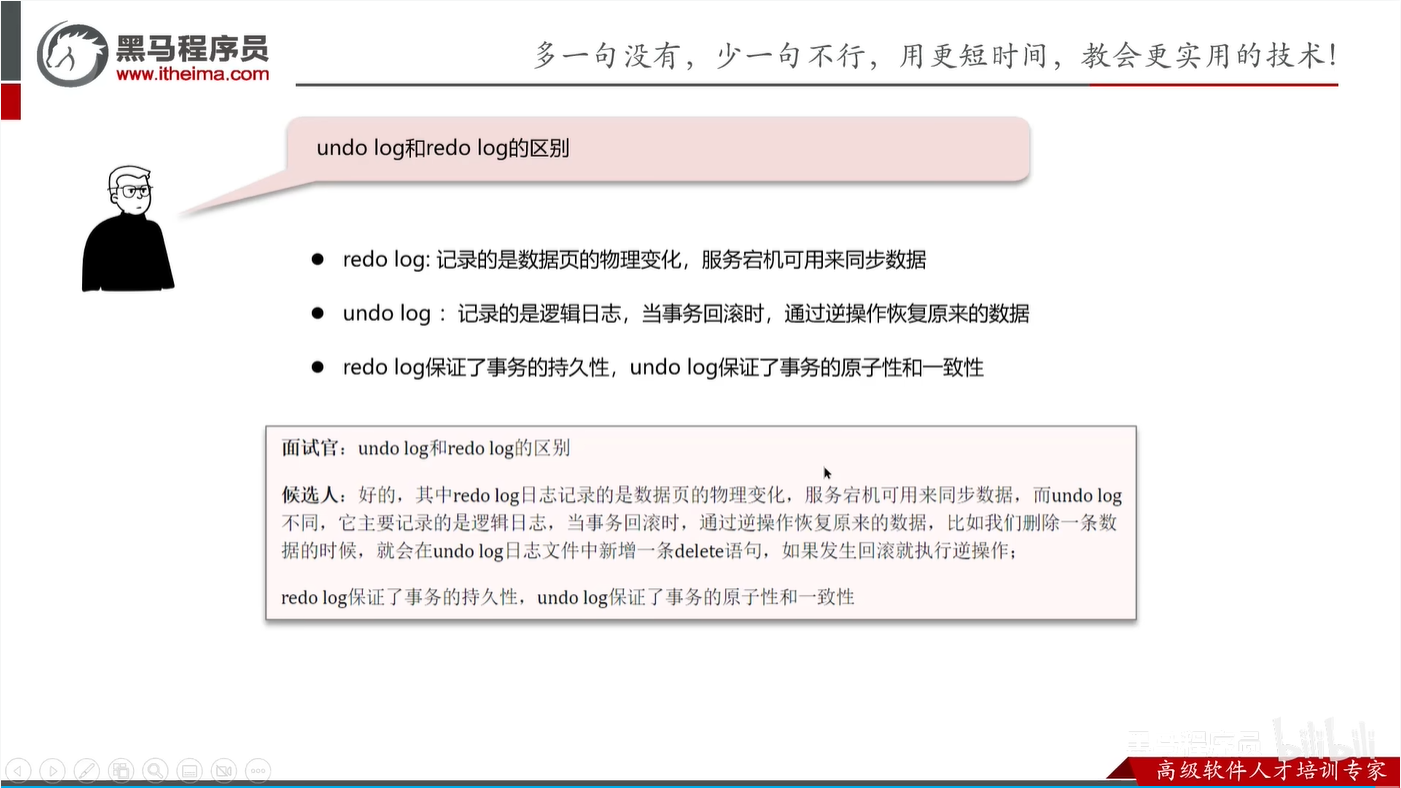 黑马程序员
www.itheima.com
多一句没有，少一句不行，用更短时间，教会更实用的技术！
undo log和redo log的区别
redo log: 记录的是数据页的物理变化，服务宕机可用来同步数据
undo log ：记录的是逻辑日志，当事务回滚时，通过逆操作恢复原来的数据
redo log保证了事务的持久性，undo log保证了事务的原子性和一致性
面试官：undo log和redo log的区别
候选人：好的，其中redo log日志记录的是数据页的物理变化，服务宕机可用来同步数据，而undo log
不同，它主要记录的是逻辑日志，当事务回滚时，通过逆操作恢复原来的数据，比如我们删除一条数
据的时候，就会在undo log日志文件中新增一条delete语句，如果发生回滚就执行逆操作；
redo log保证了事务的持久性，undo log保证了事务的原子性和一致性
黑马程序员 bilibili
高级软件人才培训专家